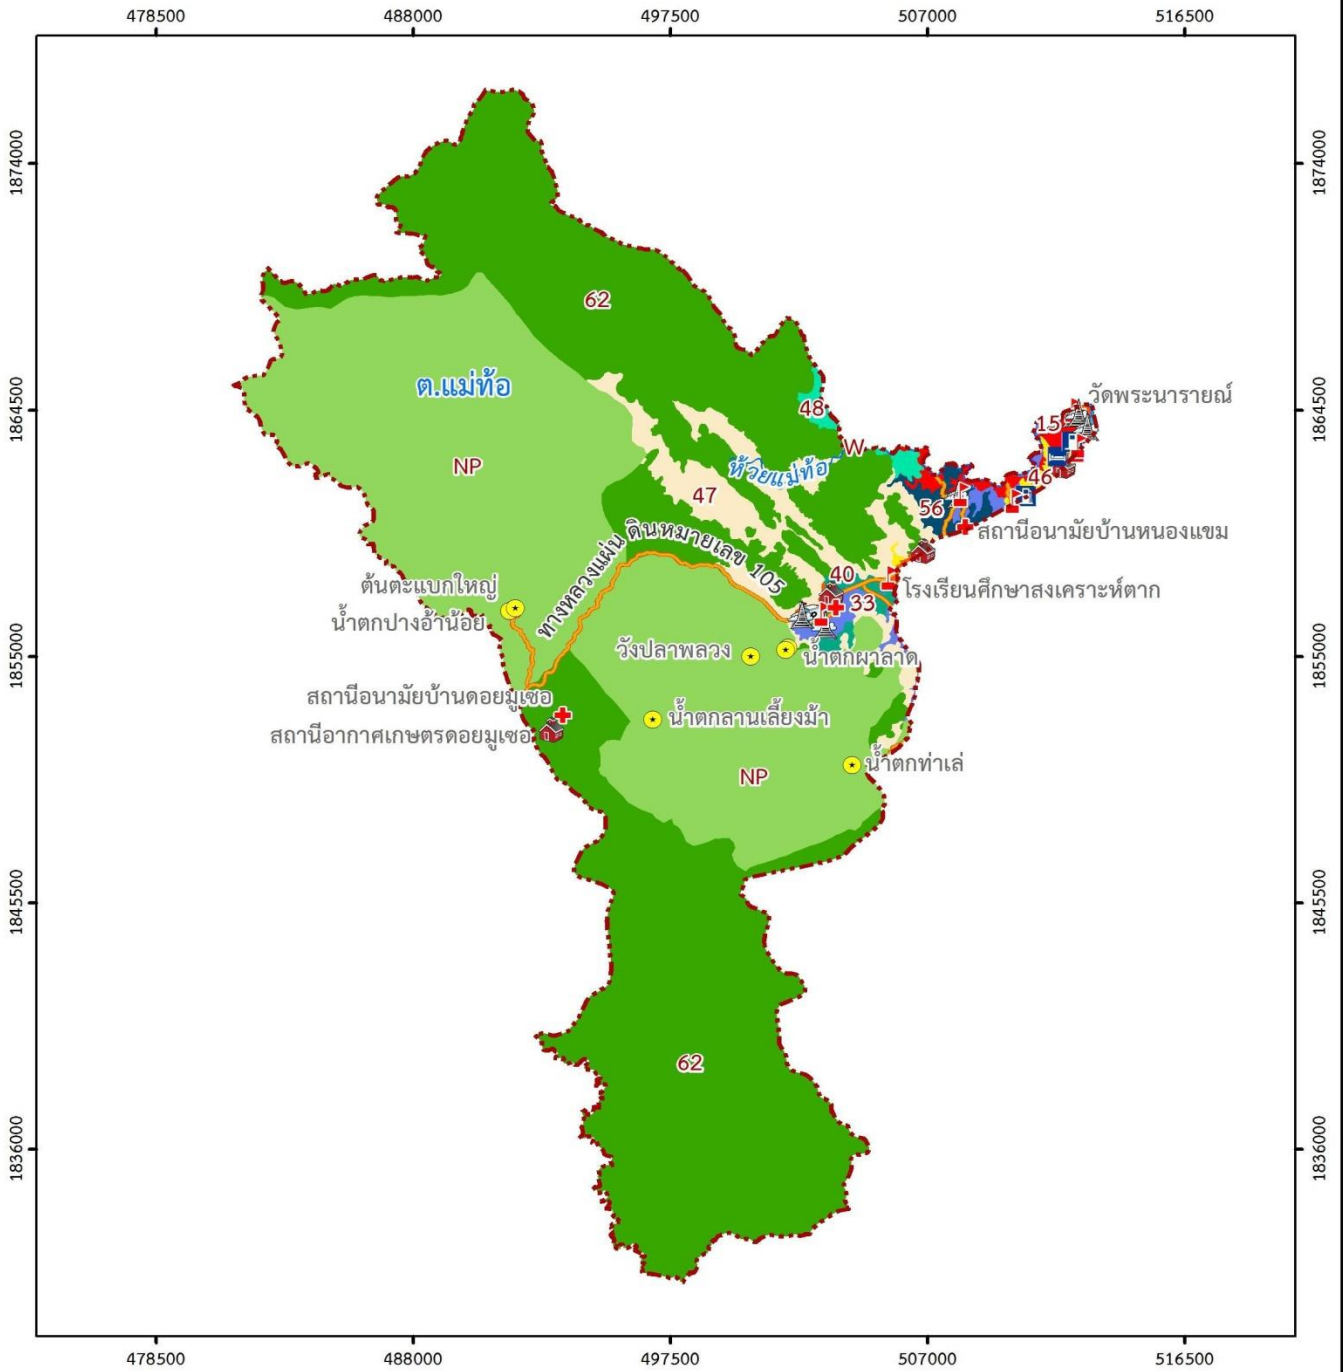 478500 488000 497500 507000 516500
1874000 1874000
62
ต.แม่ท้อ
วัดพระนารายณ์
1864500 1864500
48
15
W
NP
ห้วยแม่ท้อ
46
47
56
สถานีอนามัยบ้านหนองแขม
ทางหลวงแผ่นดินหมายเลข 105
40
ต้นตะแบกใหญ่
โรงเรียนศึกษาสงเคราะห์ตาก
33
น้ำตกปางอ้าน้อย
วังปลาพลวง
น้ำตกผาลาด
1855000 1855000
สถานีอนามัยบ้านดอยมูเซอ
น้ำตกลานเลี้ยงม้า
สถานีอากาศเกษตรดอยมูเซอ
น้ำตกท่าเล่
NP
1845500 1845500
62
1836000 1836000
478500 488000 497500 507000 516500